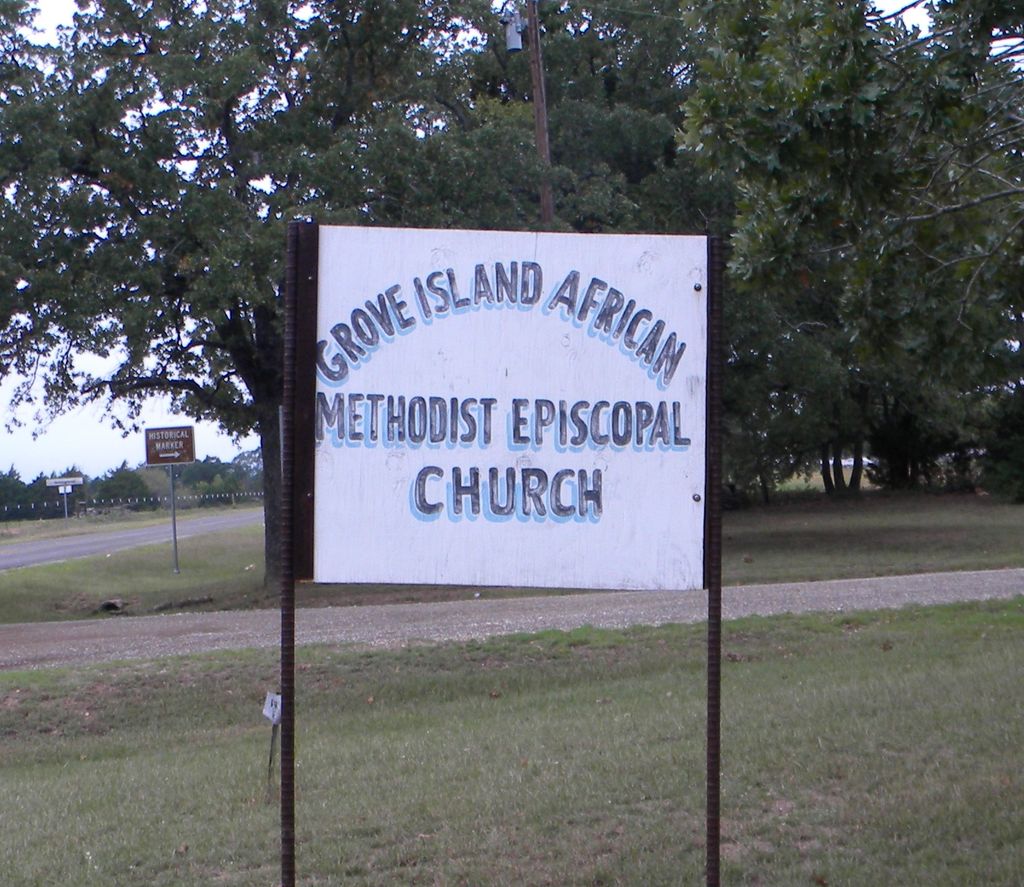 GROVE ISLAND AFRICAN
METHODIST EPISCOPAL
CHURCH
HISTORICAL
MARKER